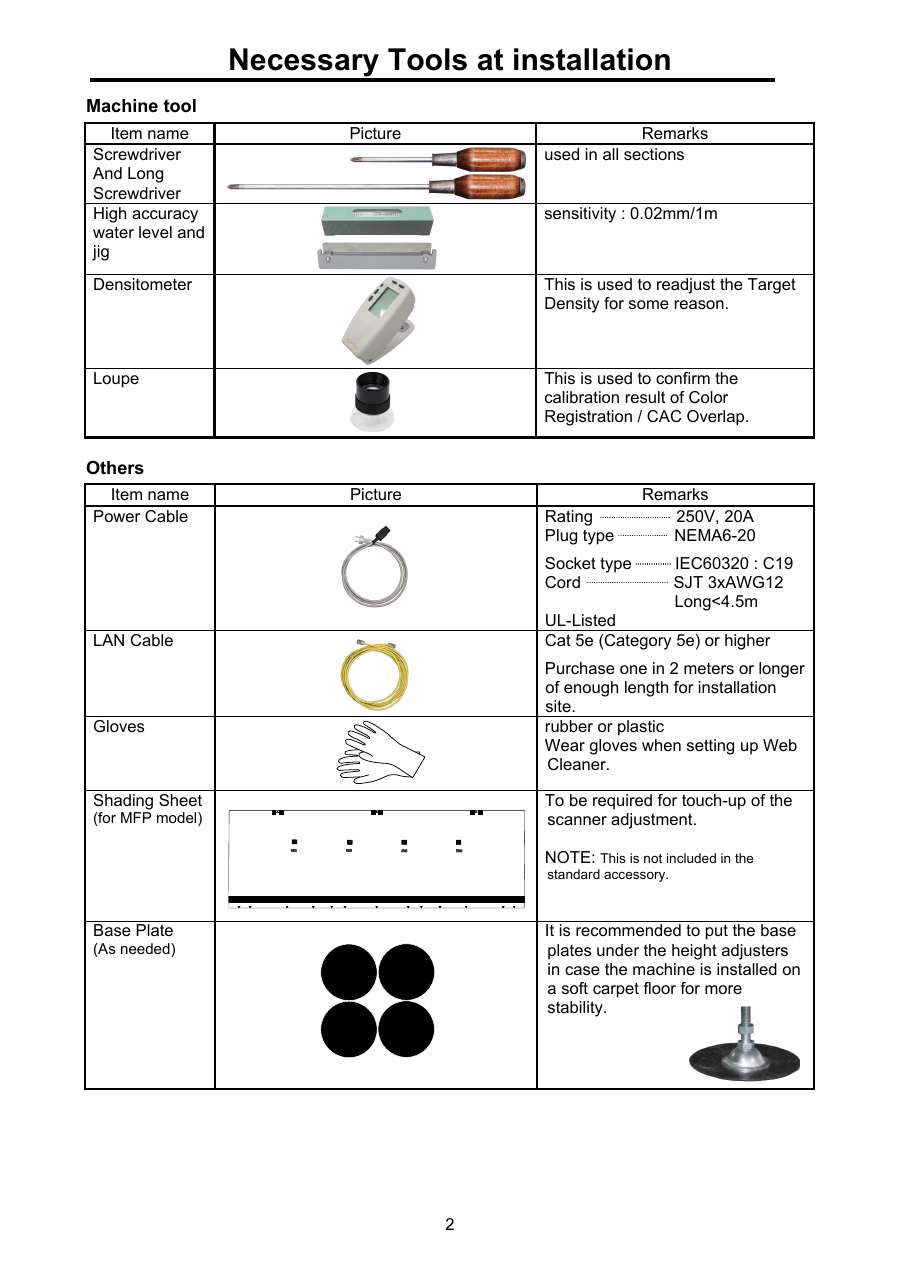 Necessary Tools at installation
Machine tool
Item name Picture Remarks
Screwdriver
And Long
Screwdriver
used in all sections
High accuracy
water level and
jig
sensitivity : 0.02mm/1m
Densitometer
This is used to readjust the Target
Density for some reason.
Loupe
This is used to confirm the
calibration result of Color
Registration / CAC Overlap.
Others
Item name Picture Remarks
Power Cable
Rating 250V, 20A
Plug type NEMA6-20
Socket type IEC60320 : C19
Cord SJT 3xAWG12
Long<4.5m
UL-Listed
LAN Cable
Cat 5e (Category 5e) or higher
Purchase one in 2 meters or longer
of enough length for installation
site.
Gloves
rubber or plastic
Wear gloves when setting up Web
Cleaner.
Shading Sheet
(for MFP model)
To be required for touch-up of the
scanner adjustment.
NOTE: This is not included in the
standard accessory.
Base Plate
(As needed)
It is recommended to put the base
plates under the height adjusters
in case the machine is installed on
a soft carpet floor for more
stability.
2